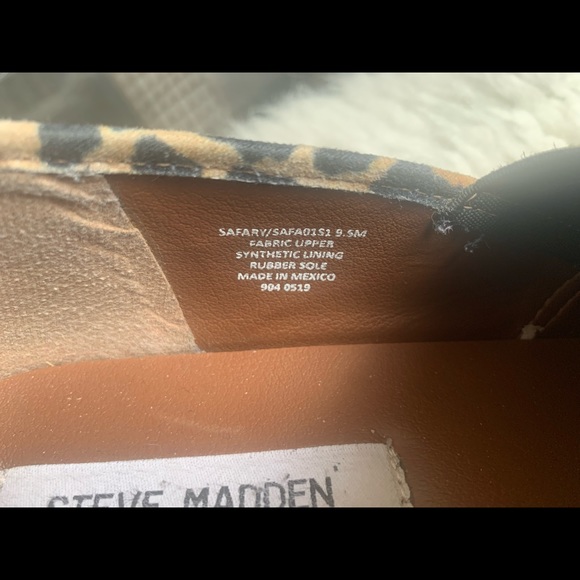 SAFARY/SAFA01S1 9.5M
FABRIC UPPER
SYNTHETIC LINING
RUBBER SOLE
MADE IN MEXICO
904 0519
STEVE MADDEN